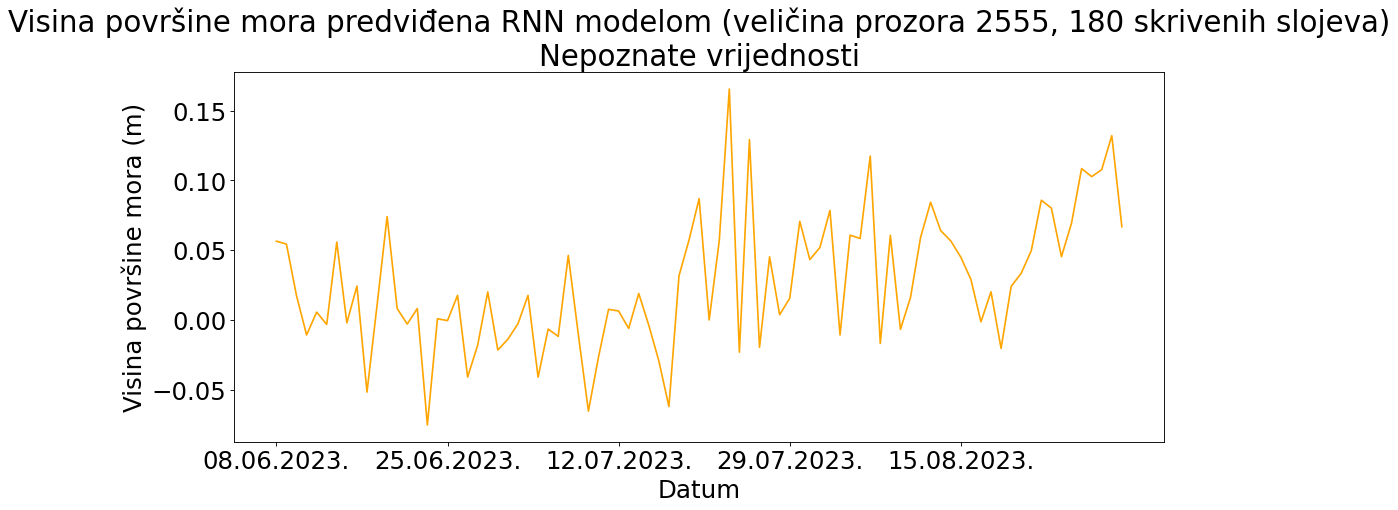 Visina površine mora predviđena RNN modelom (veličina prozora 2555, 180 skrivenih slojeva)
Nepoznate vrijednosti
Visina površine mora (m)
0.15
0.10
0.05
0.00
−0.05
08.06.2023.
25.06.2023.
12.07.2023.
29.07.2023.
15.08.2023.
Datum